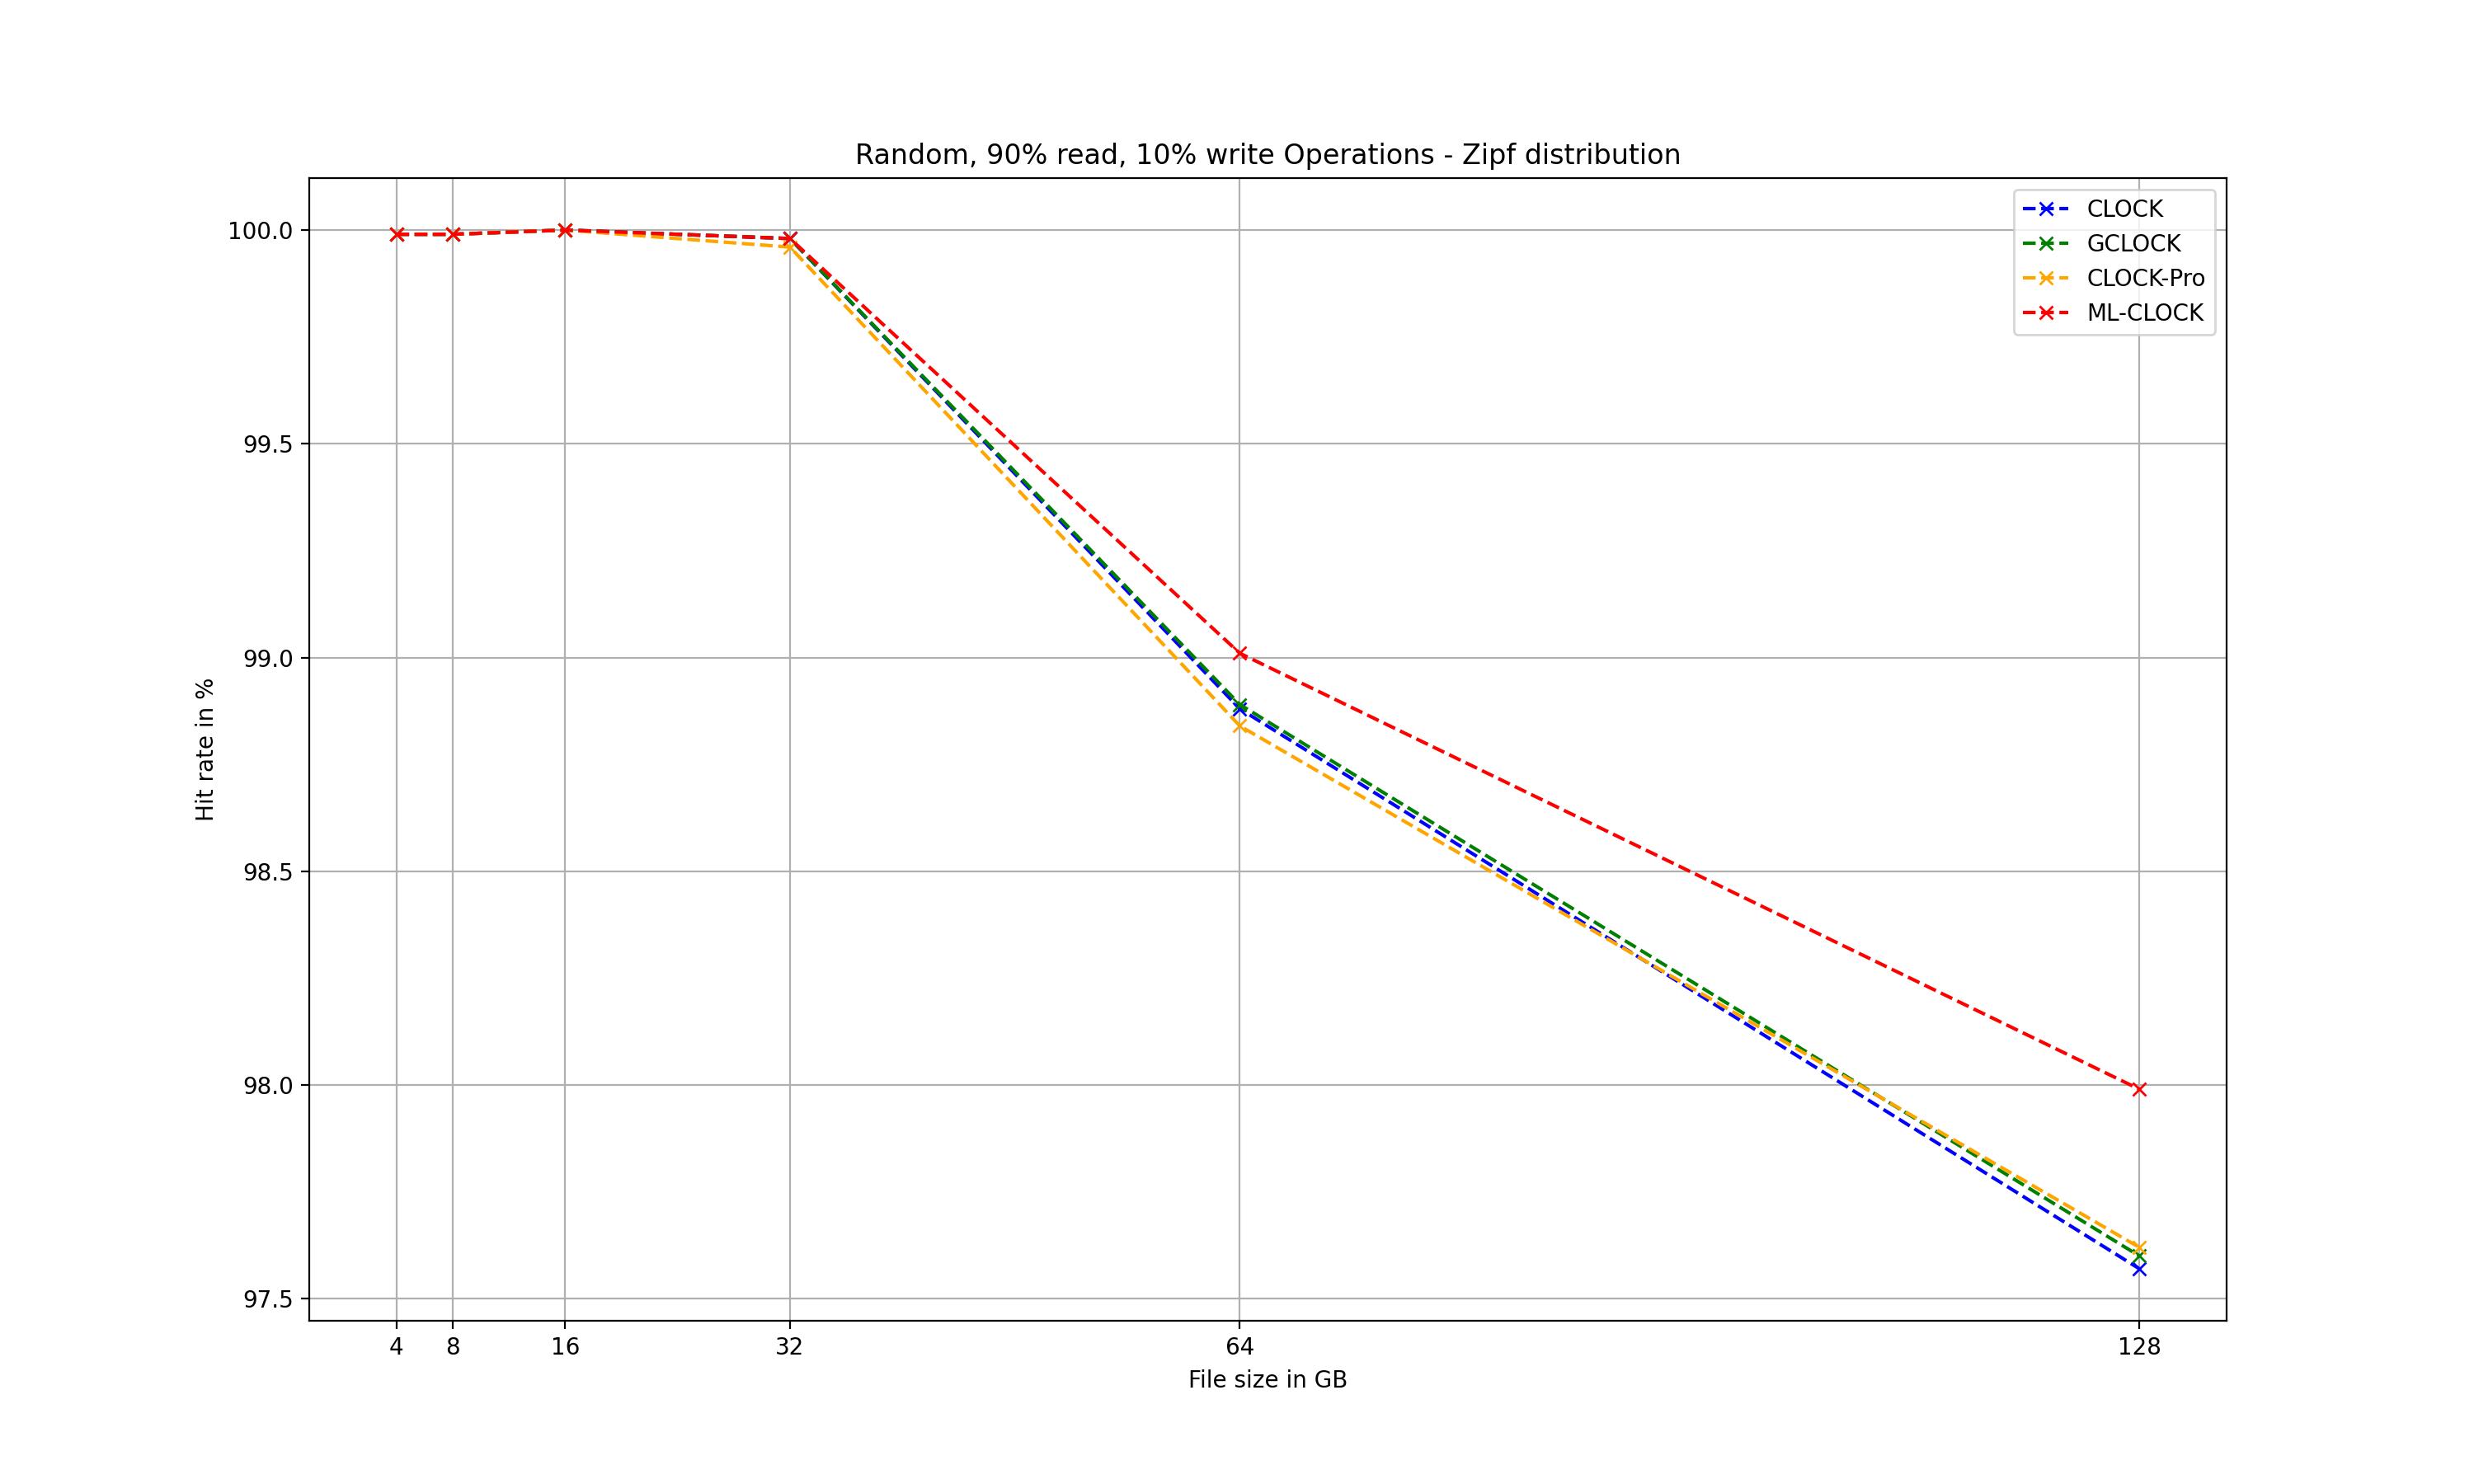 Random, 90% read, 10% write Operations - Zipf distribution
CLOCK
GCLOCK
CLOCK-Pro
ML-CLOCK
100.0
99.5
99.0
98.5
98.0
97.5
Hit rate in %
4 8 16 32 64 128
File size in GB